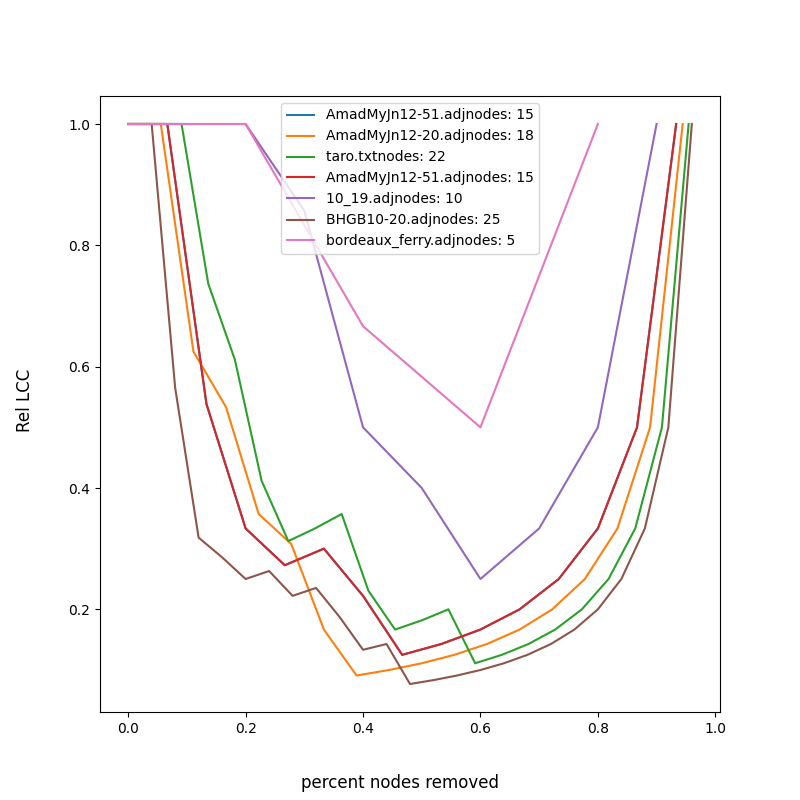 AmadMyJn12-51.adjnodes: 15
AmadMyJn12-20.adjnodes: 18
taro.txtnodes: 22
AmadMyJn12-51.adjnodes: 15
10_19.adjnodes: 10
BHGB10-20.adjnodes: 25
bordeaux_ferry.adjnodes: 5
1.0
0.8
0.6
0.4
0.2
Rel LCC
0.0 0.2 0.4 0.6 0.8 1.0
percent nodes removed